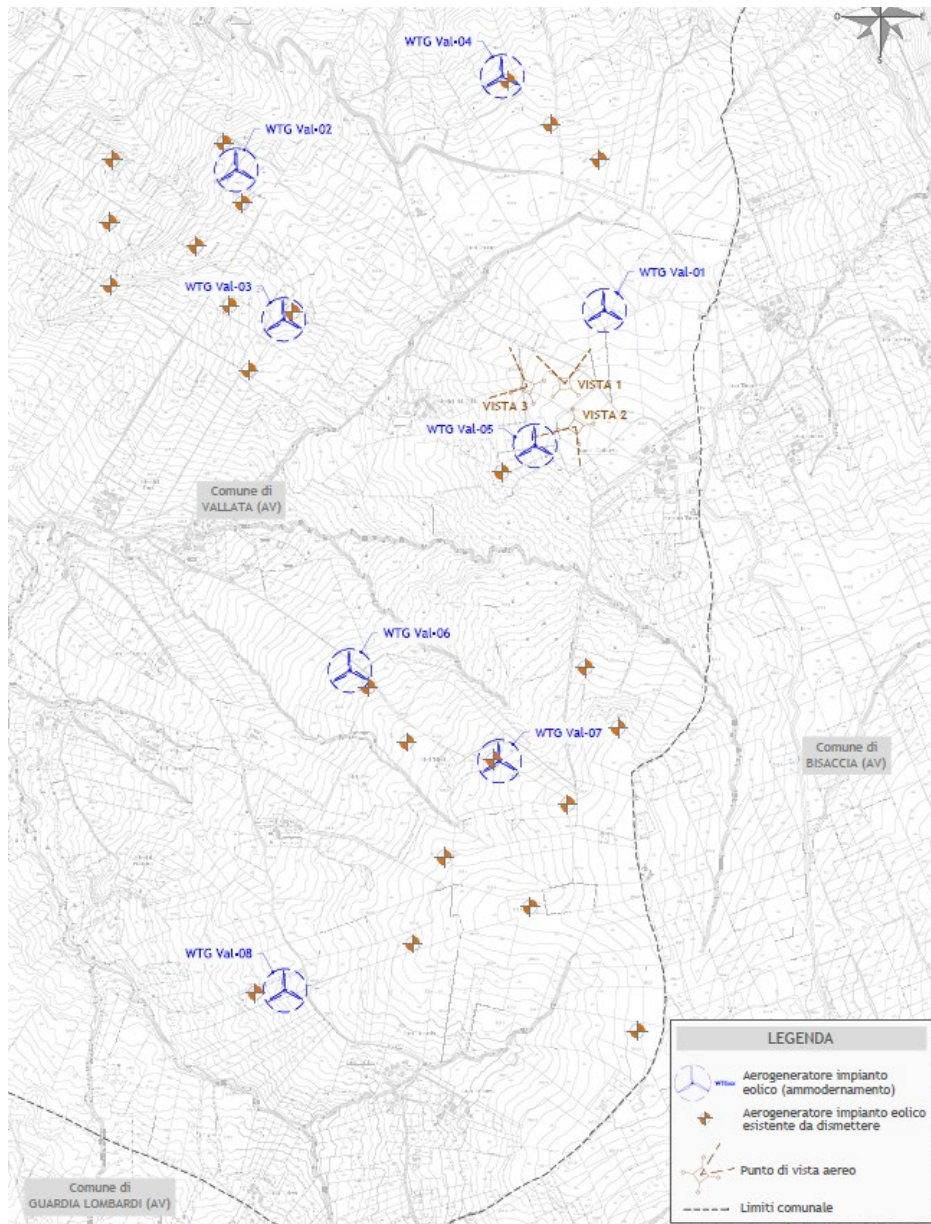 O
E
S
WTG Val-04
WTG Val-02
WTG Val-03
WTG Val-01
VISTA 1
VISTA 3
VISTA 2
WTG Val-05
Comune di
VALLATA (AV)
WTG Val-06
WTG Val-07
Comune di
BISACCIA (AV)
WTG Val-08
LEGENDA
Aerogeneratore impianto
eolico (ammodernamento)
Aerogeneratore impianto eolico
esistente da dismettere
Punto di vista aereo
Limiti comunale
Comune di
GUARDIA LOMBARDI (AV)